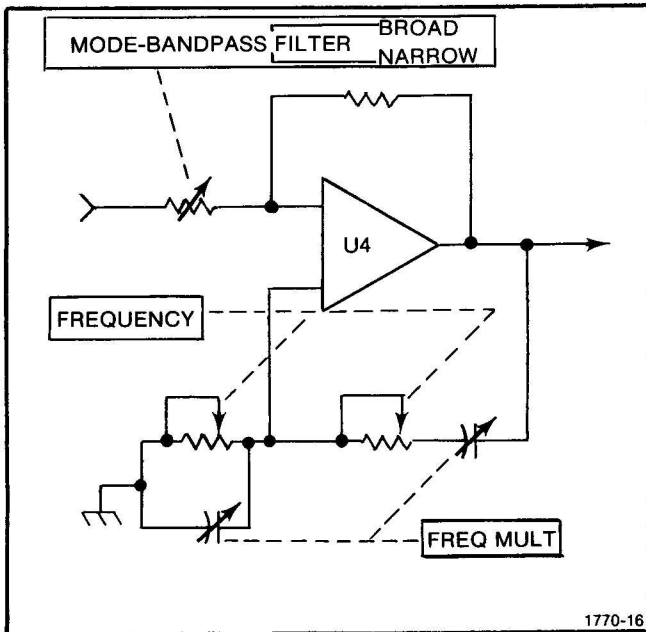 MODE-BANDPASS FILTER BROAD
NARROW
U4
FREQUENCY
FREQ MULT
1770-16